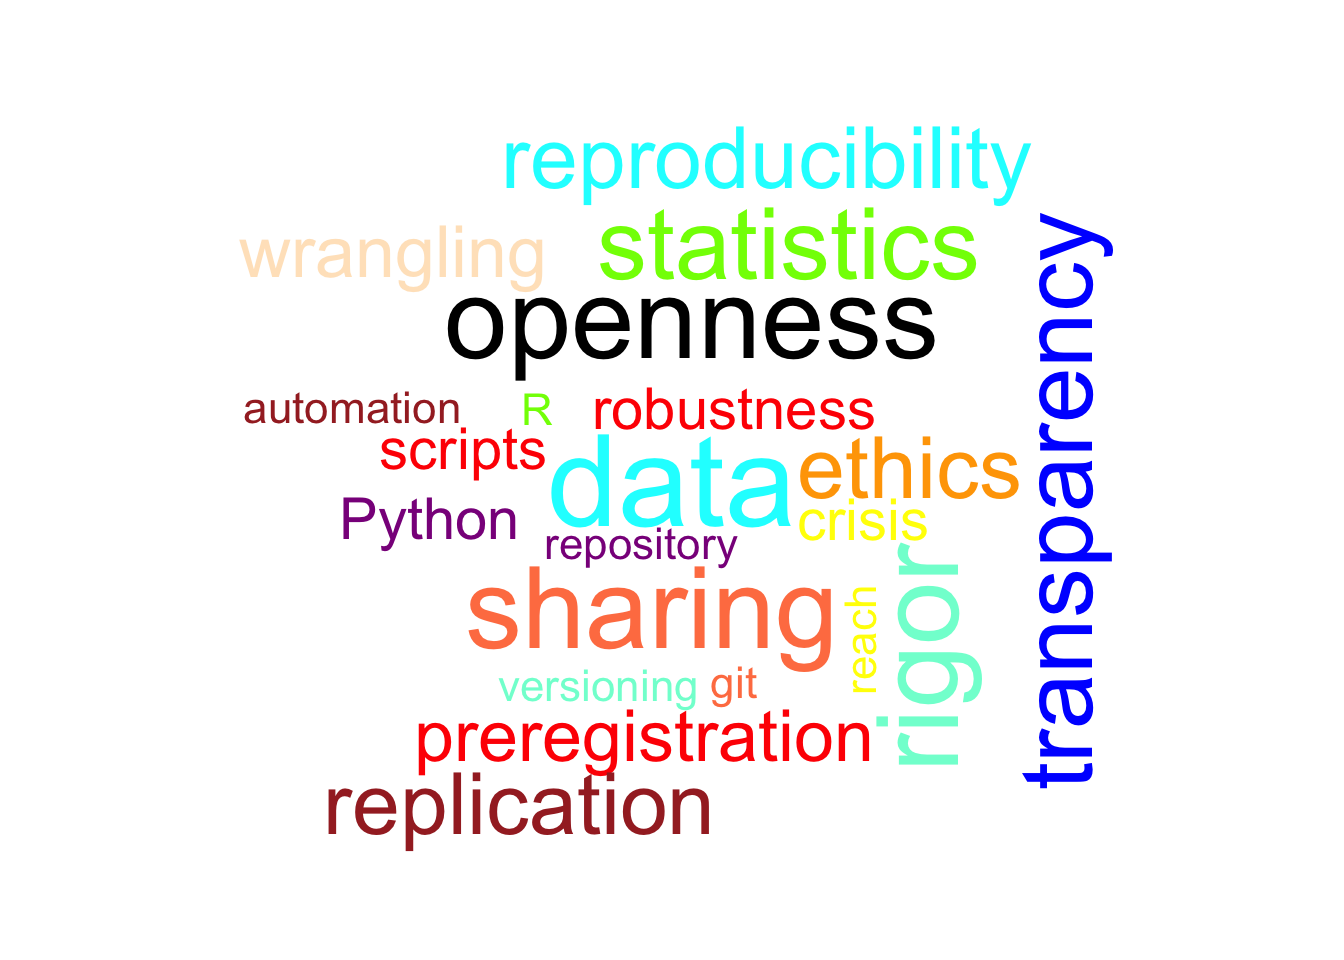 reproducibility
statistics
wrangling
openness
transparency
automation
R
robustness
scripts
data
ethics
Python
crisis
repository
sharing
reach
rigor
versioning
git
preregistration
replication